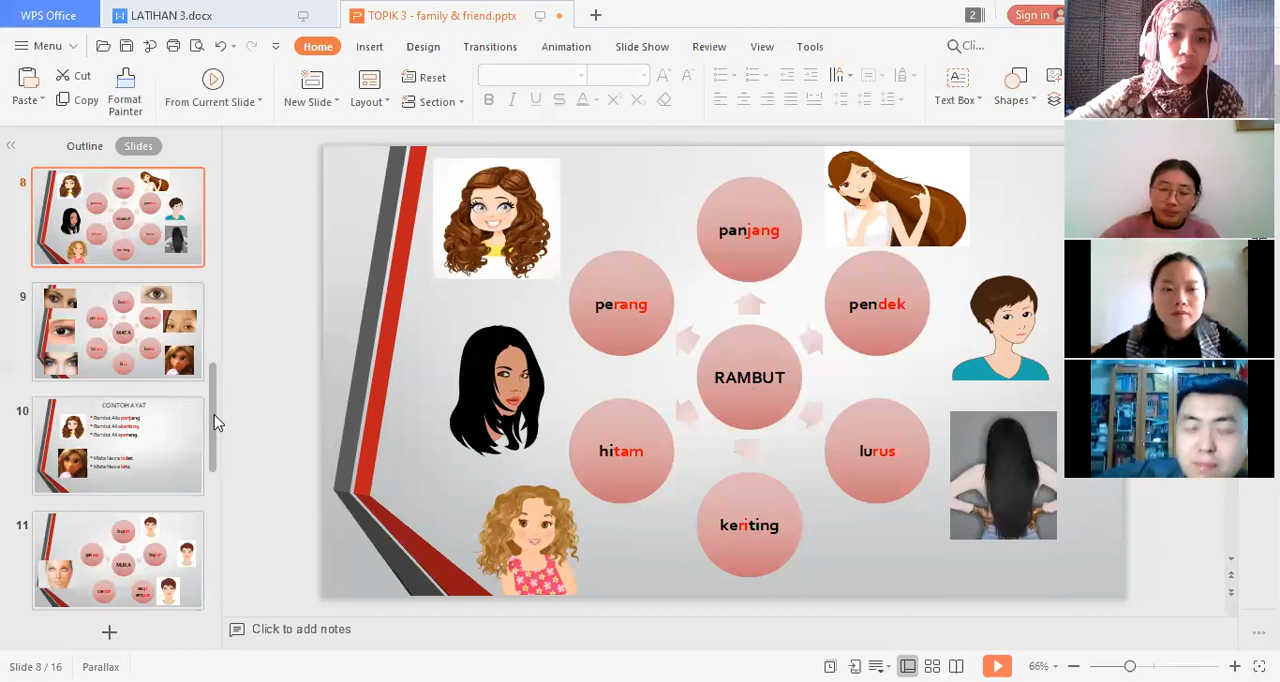 WPS Office
LATIHAN 3.docx
TOPIK 3 - family & friend.pptx
2
Sign in
Menu
Home
Insert
Design
Transitions
Animation
Slide Show
Review
View
Tools
Cli...
Paste
Cut
Copy
Format
Painter
From Current Slide
New Slide
Layout
Reset
Section
Text Box
Shapes
Outline
Slides
8
9
MATA
10
CONTOH AYAT
11
MUKA
panjang
perang
pendek
RAMBUT
hitam
lurus
keriting
Click to add notes
Slide 8 / 16
Parallax
66%